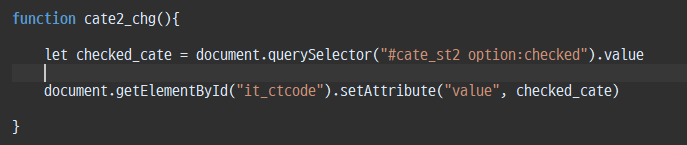 function cate2_chg(){
let checked_cate = document.querySelector("#cate_st2 option:checked").value
document.getElementById("it_ctcode").setAttribute("value", checked_cate)
}